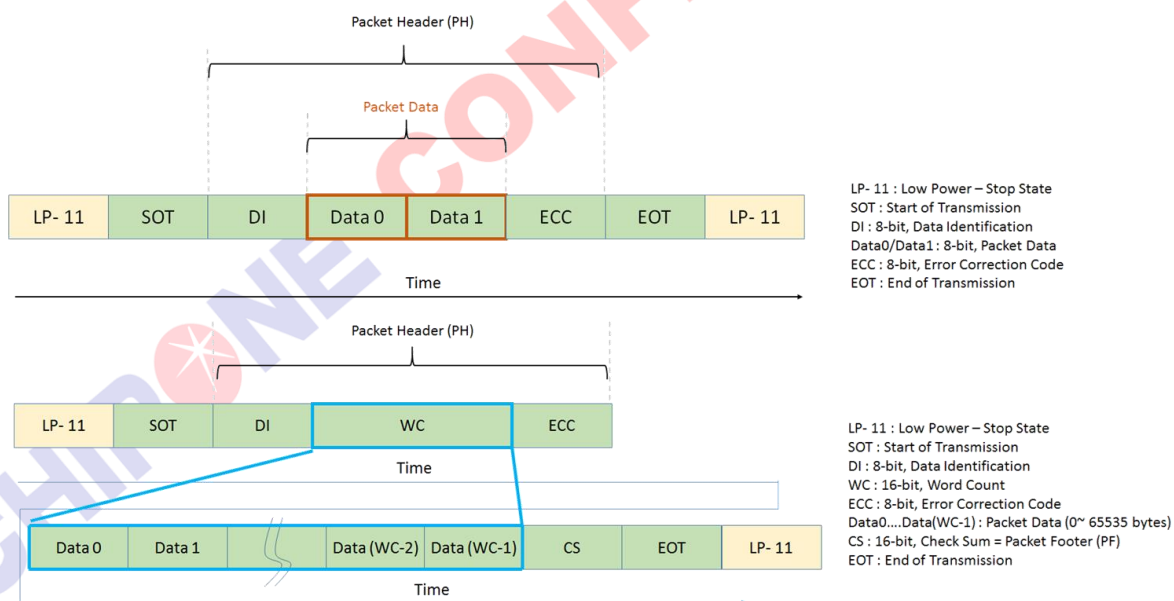 Packet Header (PH)
Packet Data
LP- 11 SOT DI Data 0 Data 1 ECC EOT LP- 11
Time
LP- 11 : Low Power – Stop State
SOT : Start of Transmission
DI : 8-bit, Data Identification
Data0/Data1 : 8-bit, Packet Data
ECC : 8-bit, Error Correction Code
EOT : End of Transmission
Packet Header (PH)
LP- 11 SOT DI WC ECC
Time
Data 0 Data 1 Data (WC-2) Data (WC-1) CS EOT LP- 11
Time
LP- 11 : Low Power – Stop State
SOT : Start of Transmission
DI : 8-bit, Data Identification
WC : 16-bit, Word Count
ECC : 8-bit, Error Correction Code
Data0....Data(WC-1) : Packet Data (0~ 65535 bytes)
CS : 16-bit, Check Sum = Packet Footer (PF)
EOT : End of Transmission
CHIPONE CONF